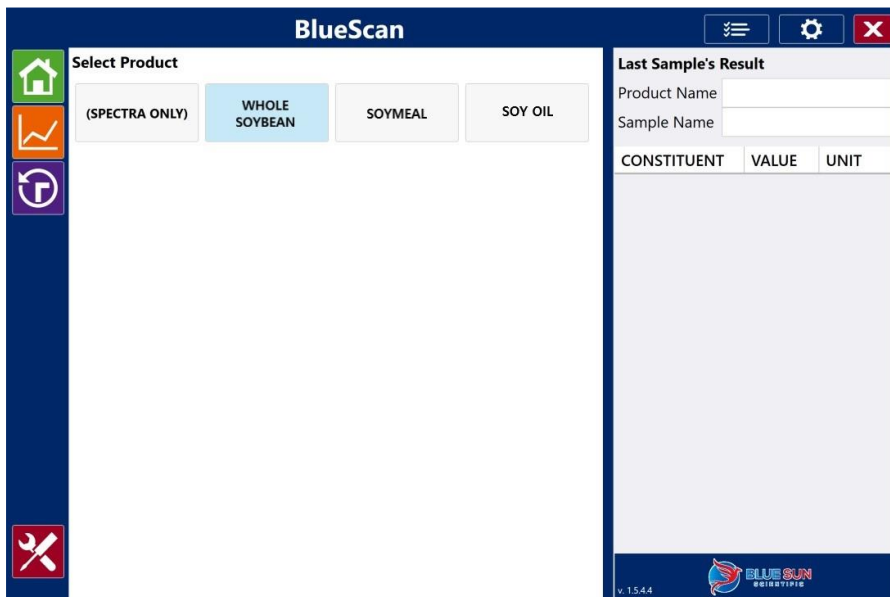 BlueScan
Select Product
(SPECTRA ONLY)
WHOLE
SOYBEAN
SOYMEAL
SOY OIL
Last Sample's Result
Product Name
Sample Name
CONSTITUENT VALUE UNIT
v. 1.5.4.4
BLUE SUN
SCIENTIFIC